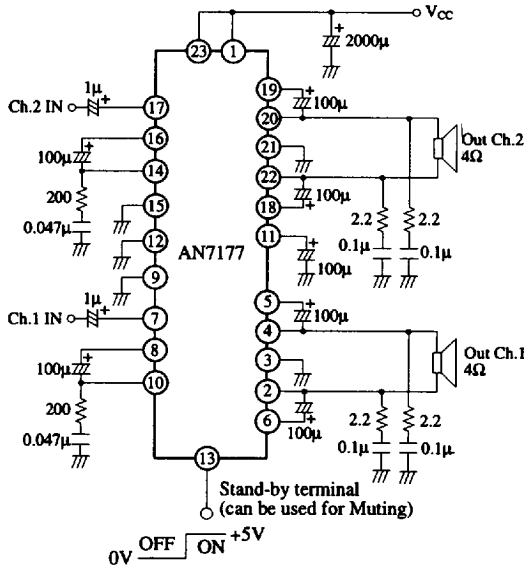 VCC
2000μ
23 1
1μ
Ch.2 IN
17
16
100μ
14
200
0.047μ
15
12
9
1μ
Ch.1 IN
7
8
100μ
10
200
0.047μ
AN7177
19
100μ
20
21
22
100μ
18
11
100μ
Out Ch.2
4Ω
2.2 2.2
0.1μ 0.1μ
5
100μ
4
3
2
100μ
6
Out Ch.1
4Ω
2.2 2.2
0.1μ 0.1μ
13
Stand-by terminal
(can be used for Muting)
0V OFF ON +5V